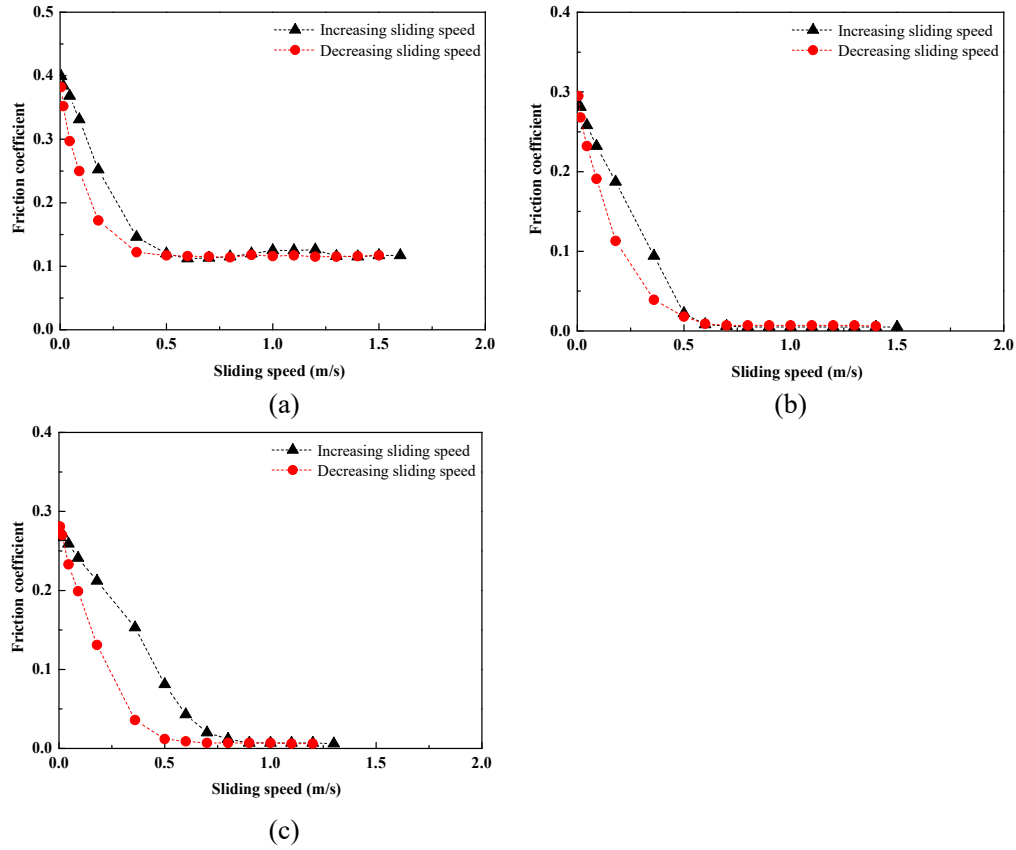 0.5
0.4
0.3
0.2
0.1
0.0
Friction coefficient
Increasing sliding speed
Decreasing sliding speed
0.0 0.5 1.0 1.5 2.0
Sliding speed (m/s)
(a)
0.4
0.3
0.2
0.1
0.0
Friction coefficient
Increasing sliding speed
Decreasing sliding speed
0.0 0.5 1.0 1.5 2.0
Sliding speed (m/s)
(b)
0.4
0.3
0.2
0.1
0.0
Friction coefficient
Increasing sliding speed
Decreasing sliding speed
0.0 0.5 1.0 1.5 2.0
Sliding speed (m/s)
(c)